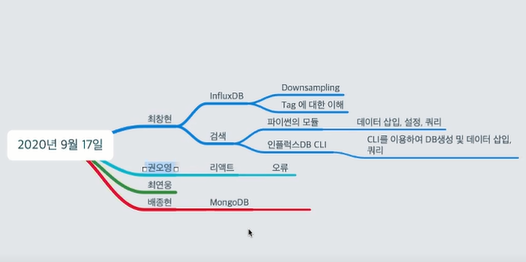 2020년 9월 17일
최창현
InfluxDB
Downsampling
Tag 에 대한 이해
검색
파이썬의 모듈
데이터 삽입, 설정, 쿼리
인플럭스DB CLI
CLI를 이용하여 DB생성 및 데이터 삽입,
쿼리
권모영
리액트
오류
최연웅
배종현
MongoDB